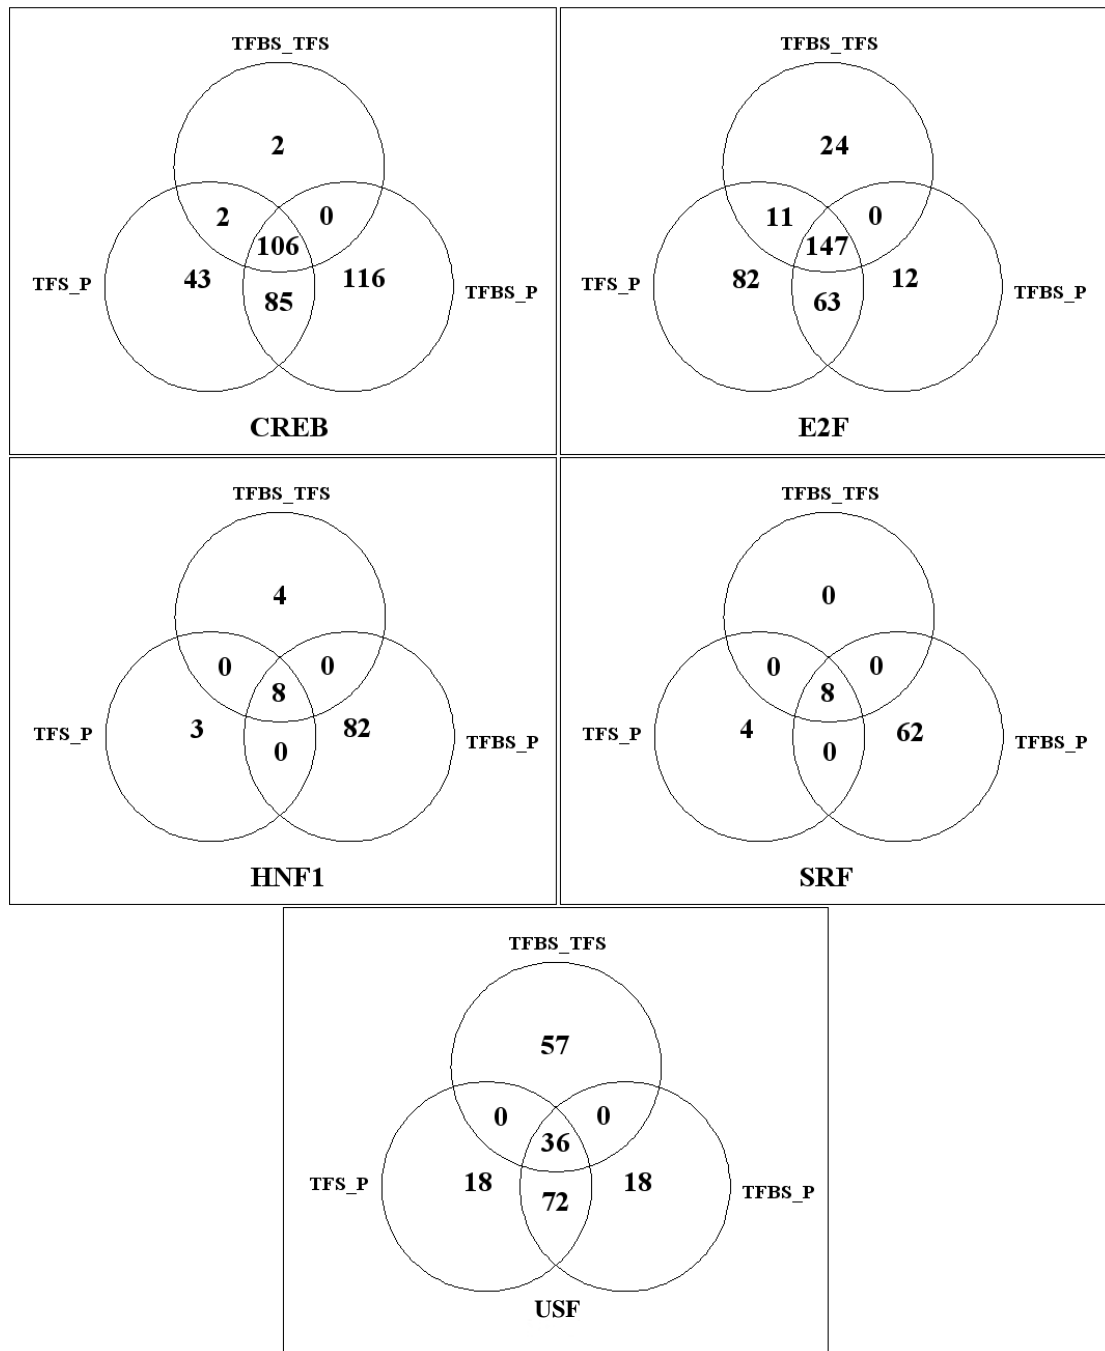 TFBS_TFS
2
2
0
106
43
116
TFS_P
85
TFBS_P
CREB
TFBS_TFS
24
11
0
147
82
12
TFS_P
63
TFBS_P
E2F
TFBS_TFS
4
0
0
8
3
82
TFS_P
0
TFBS_P
HNF1
TFBS_TFS
0
0
0
8
4
62
TFS_P
0
TFBS_P
SRF
TFBS_TFS
57
0
0
36
18
18
TFS_P
72
TFBS_P
USF